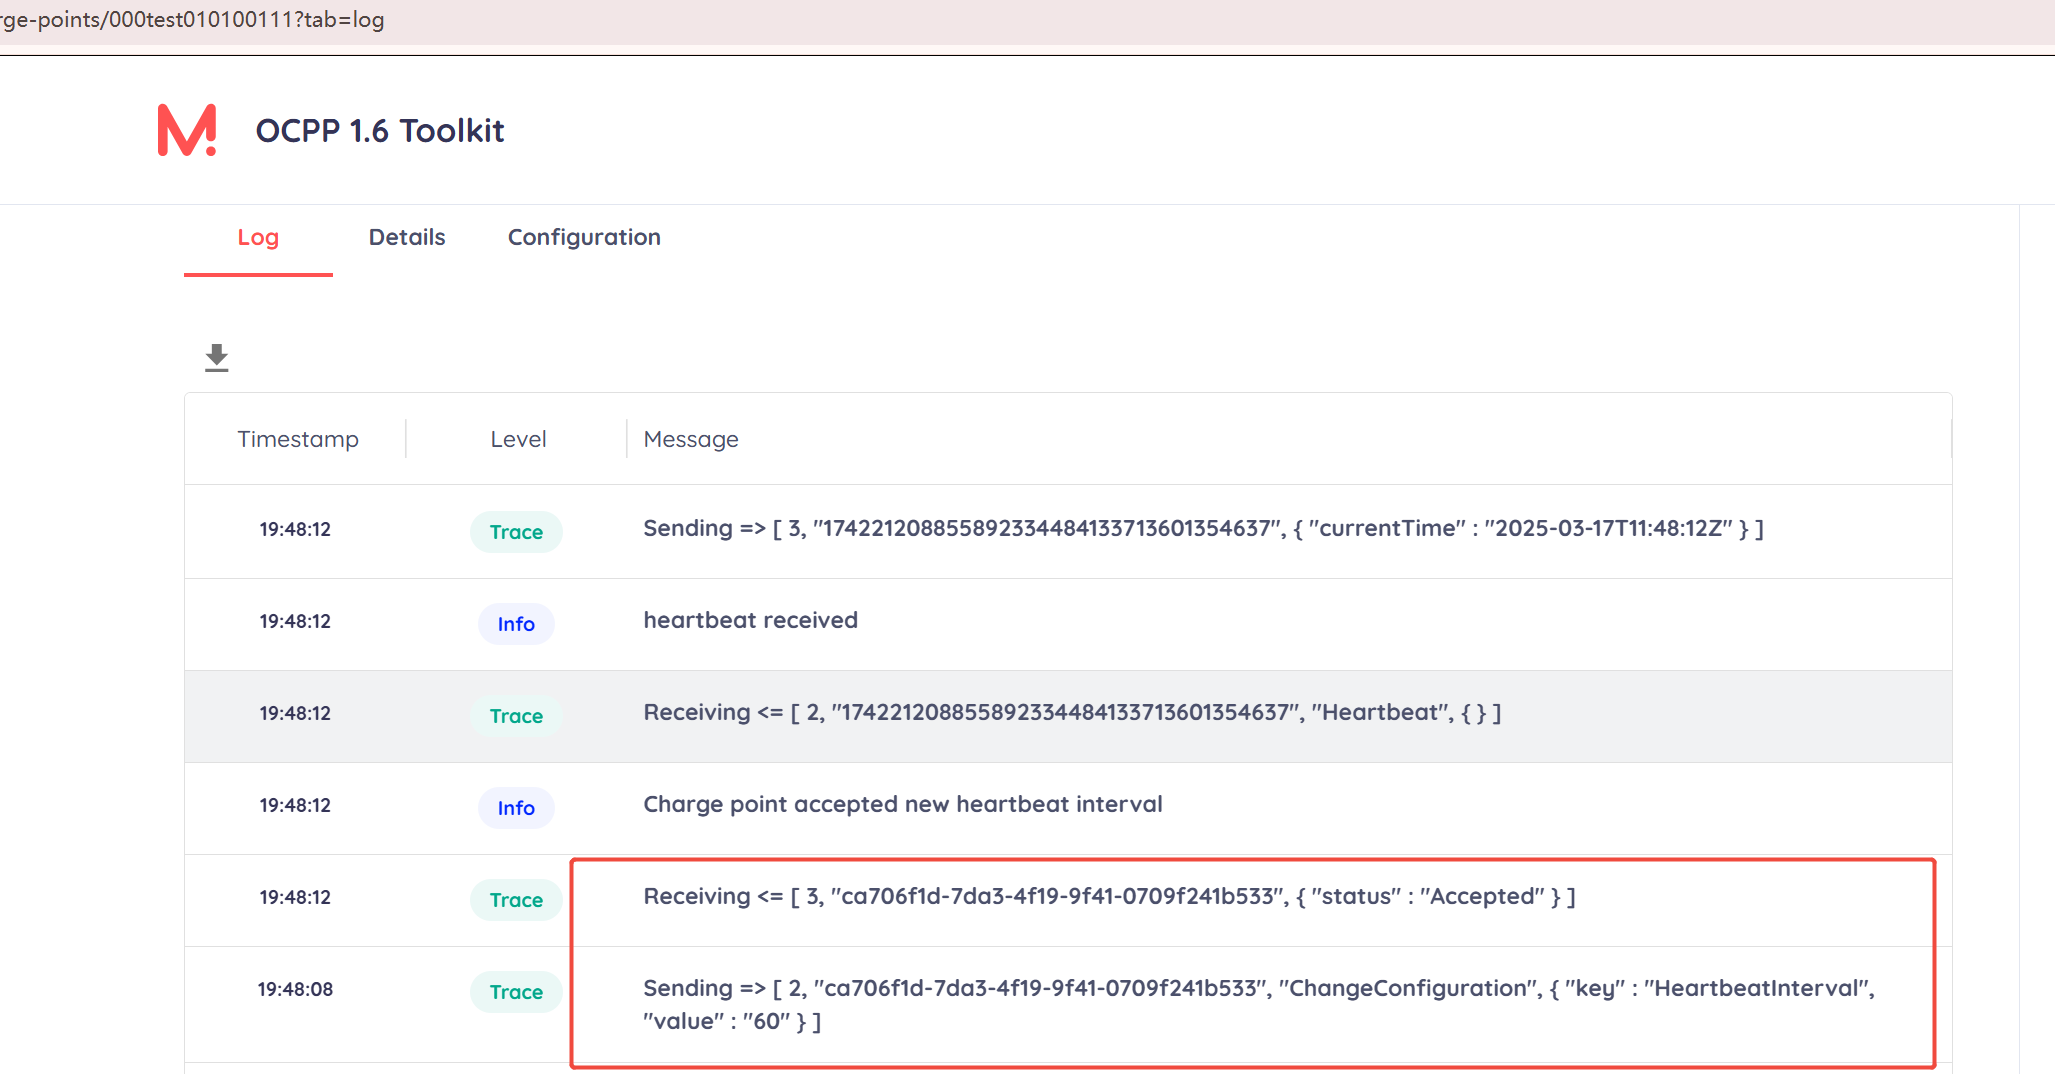 rge-points/000test010100111?tab=log
M.
OCPP 1.6 Toolkit
Log Details Configuration
Timestamp Level Message
19:48:12 Trace Sending => [ 3, "174221208855892334484133713601354637", { "currentTime" : "2025-03-17T11:48:12Z" } ]
19:48:12 Info heartbeat received
19:48:12 Trace Receiving <= [ 2, "174221208855892334484133713601354637", "Heartbeat", { } ]
19:48:12 Info Charge point accepted new heartbeat interval
19:48:12 Trace Receiving <= [ 3, "ca706f1d-7da3-4f19-9f41-0709f241b533", { "status" : "Accepted" } ]
19:48:08 Trace Sending => [ 2, "ca706f1d-7da3-4f19-9f41-0709f241b533", "ChangeConfiguration", { "key" : "HeartbeatInterval",
"value" : "60" } ]